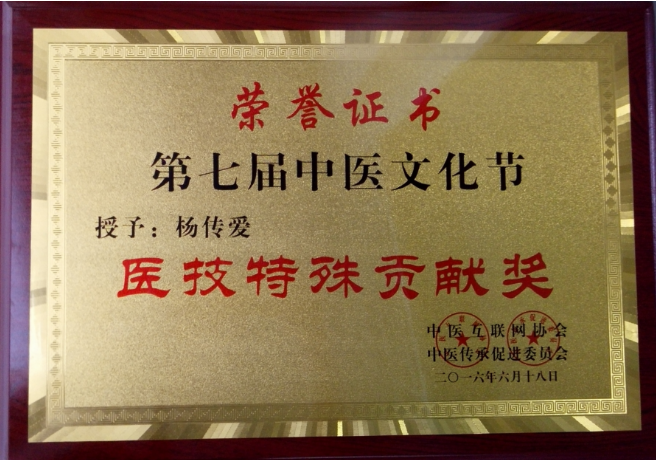 荣誉证书
第七届中医文化节
授予：杨传爱
医技特殊贡献奖
中医互联网协会
中医传承促进委员会
二〇一六年六月十八日